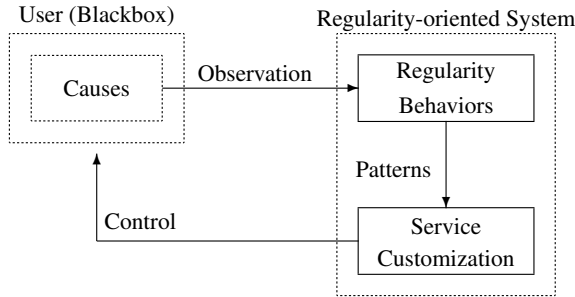 User (Blackbox)
Regularity-oriented System
Causes
Observation
Regularity
Behaviors
Patterns
Control
Service
Customization